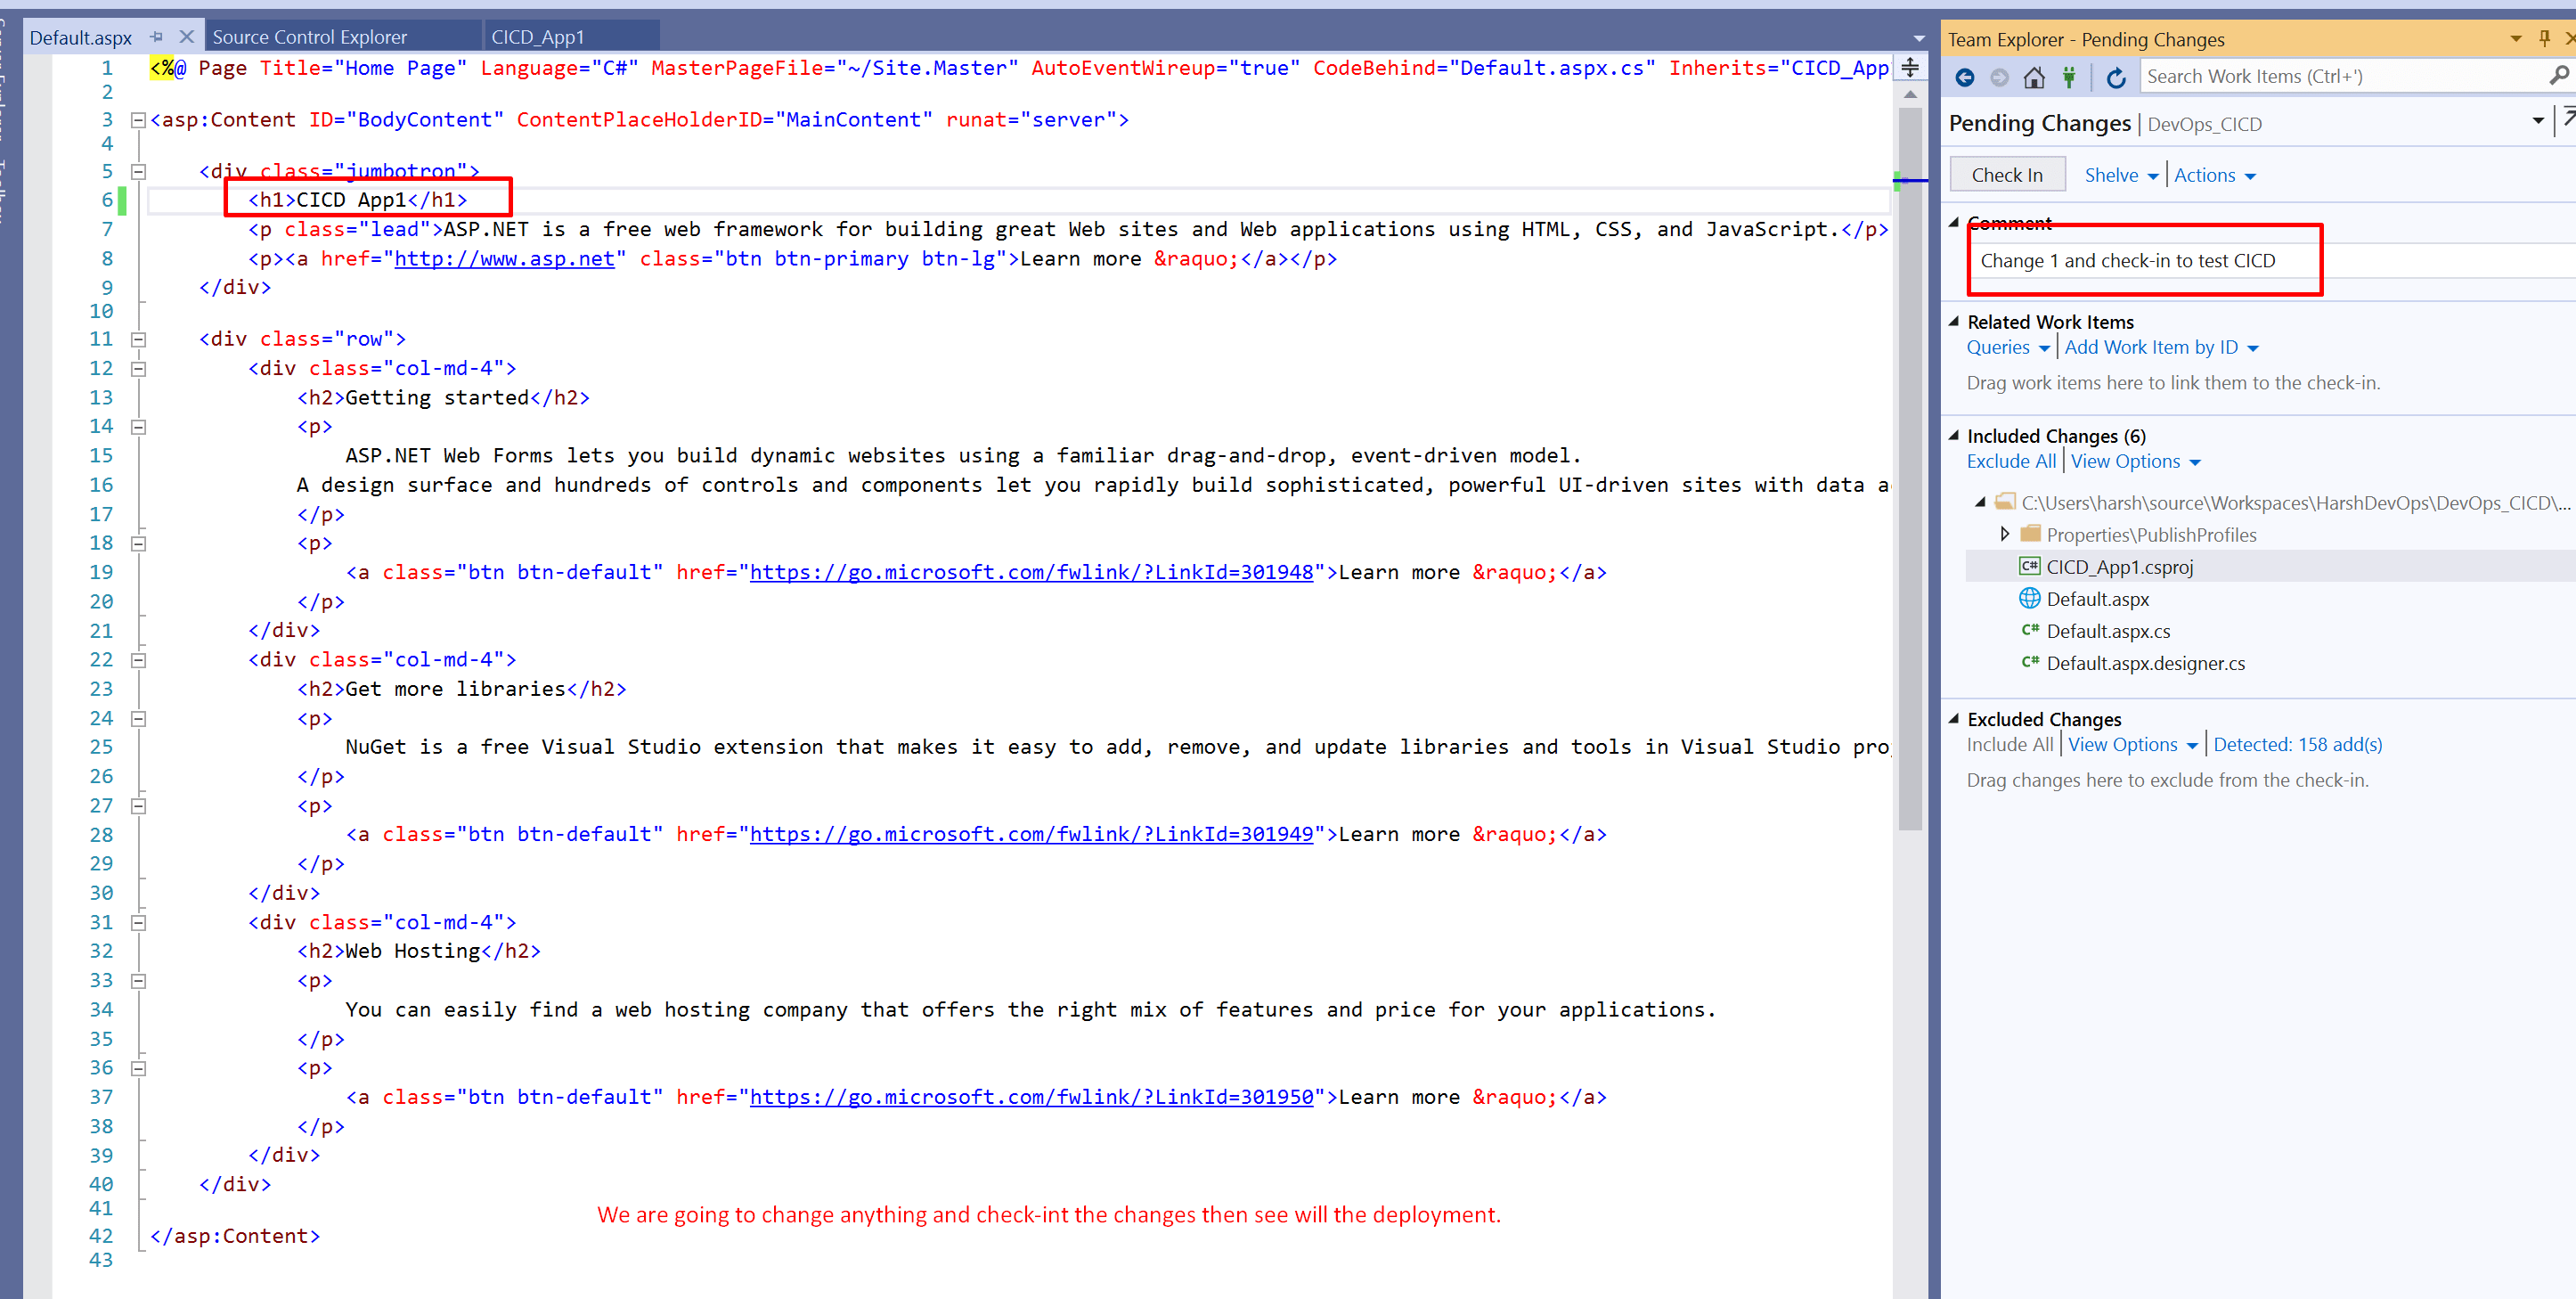 Default.aspx
Source Control Explorer
CICD_App1
1 <%@ Page Title="Home Page" Language="C#" MasterPageFile="~/Site.Master" AutoEventWireup="true" CodeBehind="Default.aspx.cs" Inherits="CICD_App
2
3 <asp:Content ID="BodyContent" ContentPlaceHolderID="MainContent" runat="server">
4
5 <div class="jumbotron">
6 <h1>CICD App1</h1>
7 <p class="lead">ASP.NET is a free web framework for building great Web sites and Web applications using HTML, CSS, and JavaScript.</p>
8 <p><a href="http://www.asp.net" class="btn btn-primary btn-lg">Learn more &raquo;</a></p>
9 </div>
10
11 <div class="row">
12 <div class="col-md-4">
13 <h2>Getting started</h2>
14 <p>
15 ASP.NET Web Forms lets you build dynamic websites using a familiar drag-and-drop, event-driven model.
16 A design surface and hundreds of controls and components let you rapidly build sophisticated, powerful UI-driven sites with data a
17 </p>
18 <p>
19 <a class="btn btn-default" href="https://go.microsoft.com/fwlink/?LinkId=301948">Learn more &raquo;</a>
20 </p>
21 </div>
22 <div class="col-md-4">
23 <h2>Get more libraries</h2>
24 <p>
25 NuGet is a free Visual Studio extension that makes it easy to add, remove, and update libraries and tools in Visual Studio pro
26 </p>
27 <p>
28 <a class="btn btn-default" href="https://go.microsoft.com/fwlink/?LinkId=301949">Learn more &raquo;</a>
29 </p>
30 </div>
31 <div class="col-md-4">
32 <h2>Web Hosting</h2>
33 <p>
34 You can easily find a web hosting company that offers the right mix of features and price for your applications.
35 </p>
36 <p>
37 <a class="btn btn-default" href="https://go.microsoft.com/fwlink/?LinkId=301950">Learn more &raquo;</a>
38 </p>
39 </div>
40 </div>
41
We are going to change anything and check-int the changes then see will the deployment.
42 </asp:Content>
43
Team Explorer - Pending Changes
Search Work Items (Ctrl+')
Pending Changes | DevOps_CICD
Check In Shelve Actions
Comment
Change 1 and check-in to test CICD
Related Work Items
Queries Add Work Item by ID
Drag work items here to link them to the check-in.
Included Changes (6)
Exclude All View Options
C:\Users\harsh\source\Workspaces\HarshDevOps\DevOps_CICD\...
Properties\PublishProfiles
CICD_App1.csproj
Default.aspx
Default.aspx.cs
Default.aspx.designer.cs
Excluded Changes
Include All View Options Detected: 158 add(s)
Drag changes here to exclude from the check-in.